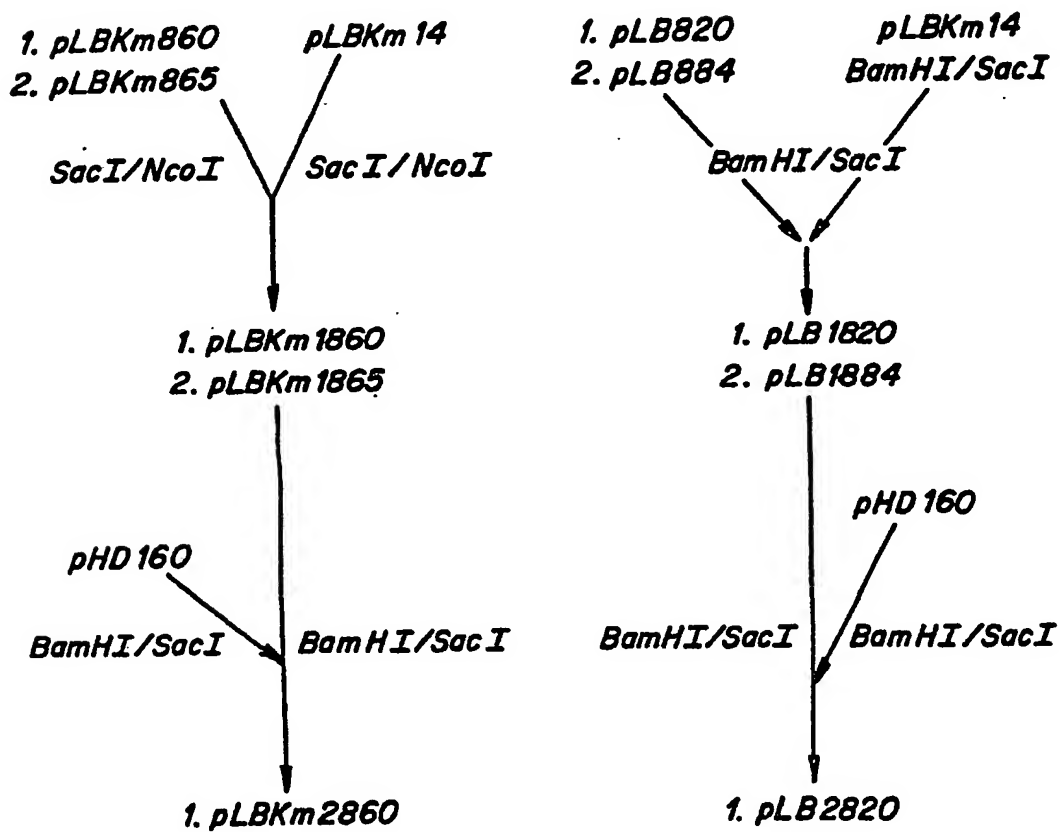 1. pLBKm860
2. pLBKm865
pLBKm14
SacI/NcoI
SacI/NcoI
1. pLBKm1860
2. pLBKm1865
pHD160
BamHI/SacI
BamHI/SacI
1. pLBKm2860
1. pLB820
2. pLB884
pLBKm14
BamHI/SacI
BamHI/SacI
1. pLB1820
2. pLB1884
pHD160
BamHI/SacI
BamHI/SacI
1. pLB2820